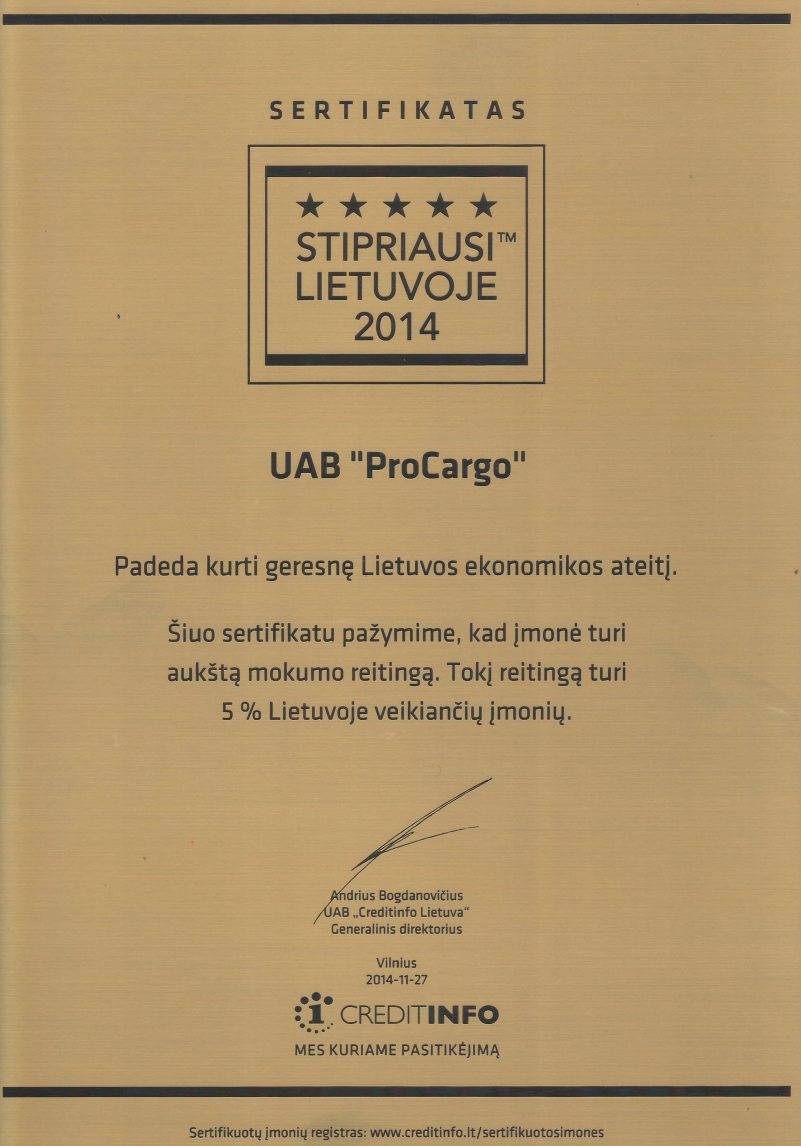 SERTIFIKATAS
STIPRIAUSI™
LIETUVOJE
2014
UAB "ProCargo"
Padeda kurti geresnę Lietuvos ekonomikos ateitį.
Šiuo sertifikatu pažymime, kad įmonė turi
aukštą mokumo reitingą. Tokį reitingą turi
5 % Lietuvoje veikiančių įmonių.
Andrius Bogdanovičius
UAB „Creditinfo Lietuva“
Generalinis direktorius
Vilnius
2014-11-27
CREDITINFO
MES KURIAME PASITIKĖJIMĄ
Sertifikuotų įmonių registras: www.creditinfo.lt/sertifikuotosimones